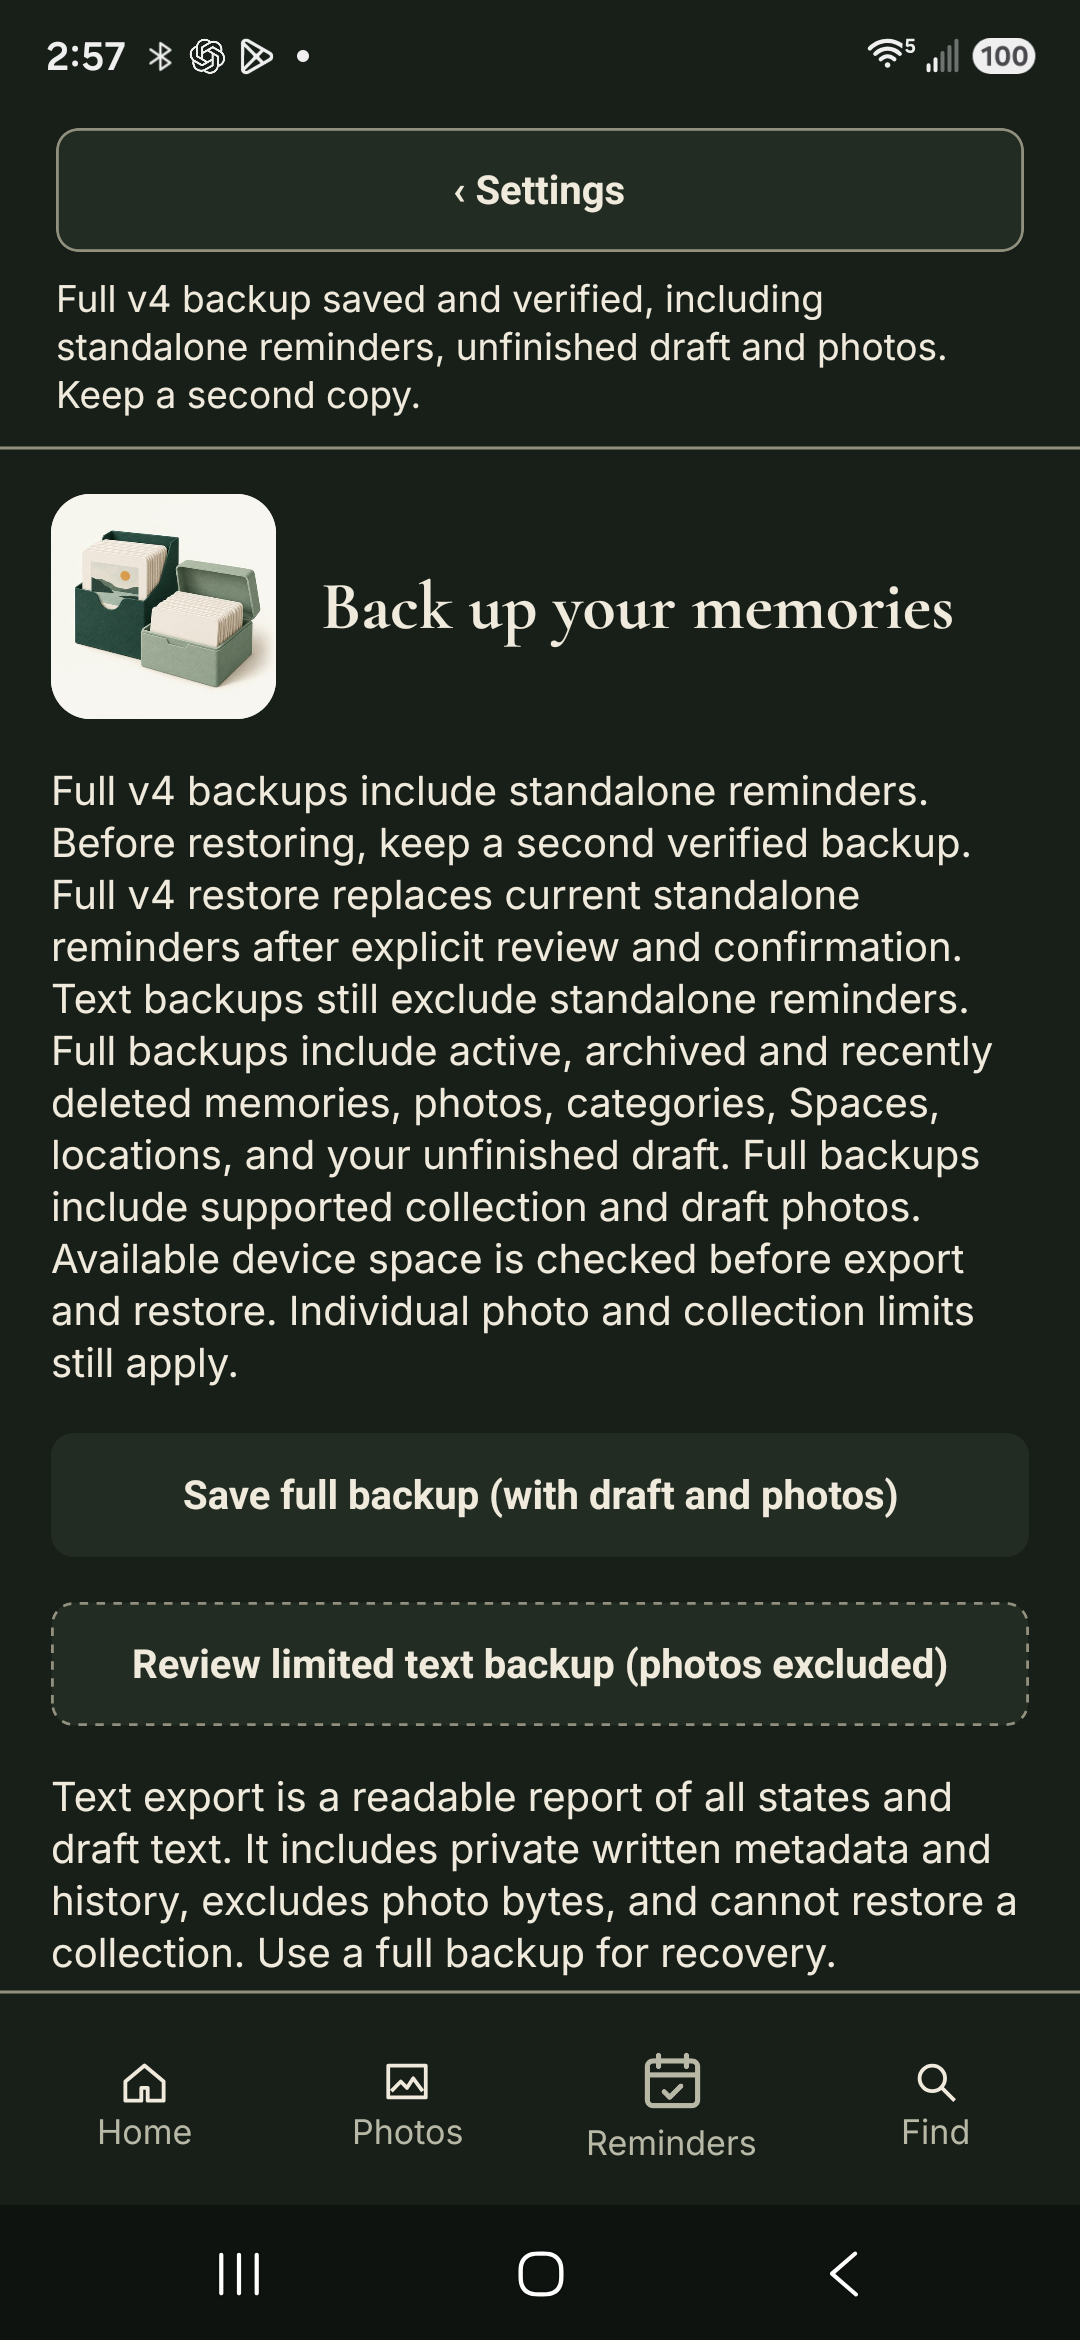 2:57
5
100
‹ Settings
Full v4 backup saved and verified, including
standalone reminders, unfinished draft and photos.
Keep a second copy.
Back up your memories
Full v4 backups include standalone reminders.
Before restoring, keep a second verified backup.
Full v4 restore replaces current standalone
reminders after explicit review and confirmation.
Text backups still exclude standalone reminders.
Full backups include active, archived and recently
deleted memories, photos, categories, Spaces,
locations, and your unfinished draft. Full backups
include supported collection and draft photos.
Available device space is checked before export
and restore. Individual photo and collection limits
still apply.
Save full backup (with draft and photos)
Review limited text backup (photos excluded)
Text export is a readable report of all states and
draft text. It includes private written metadata and
history, excludes photo bytes, and cannot restore a
collection. Use a full backup for recovery.
Home
Photos
Reminders
Find